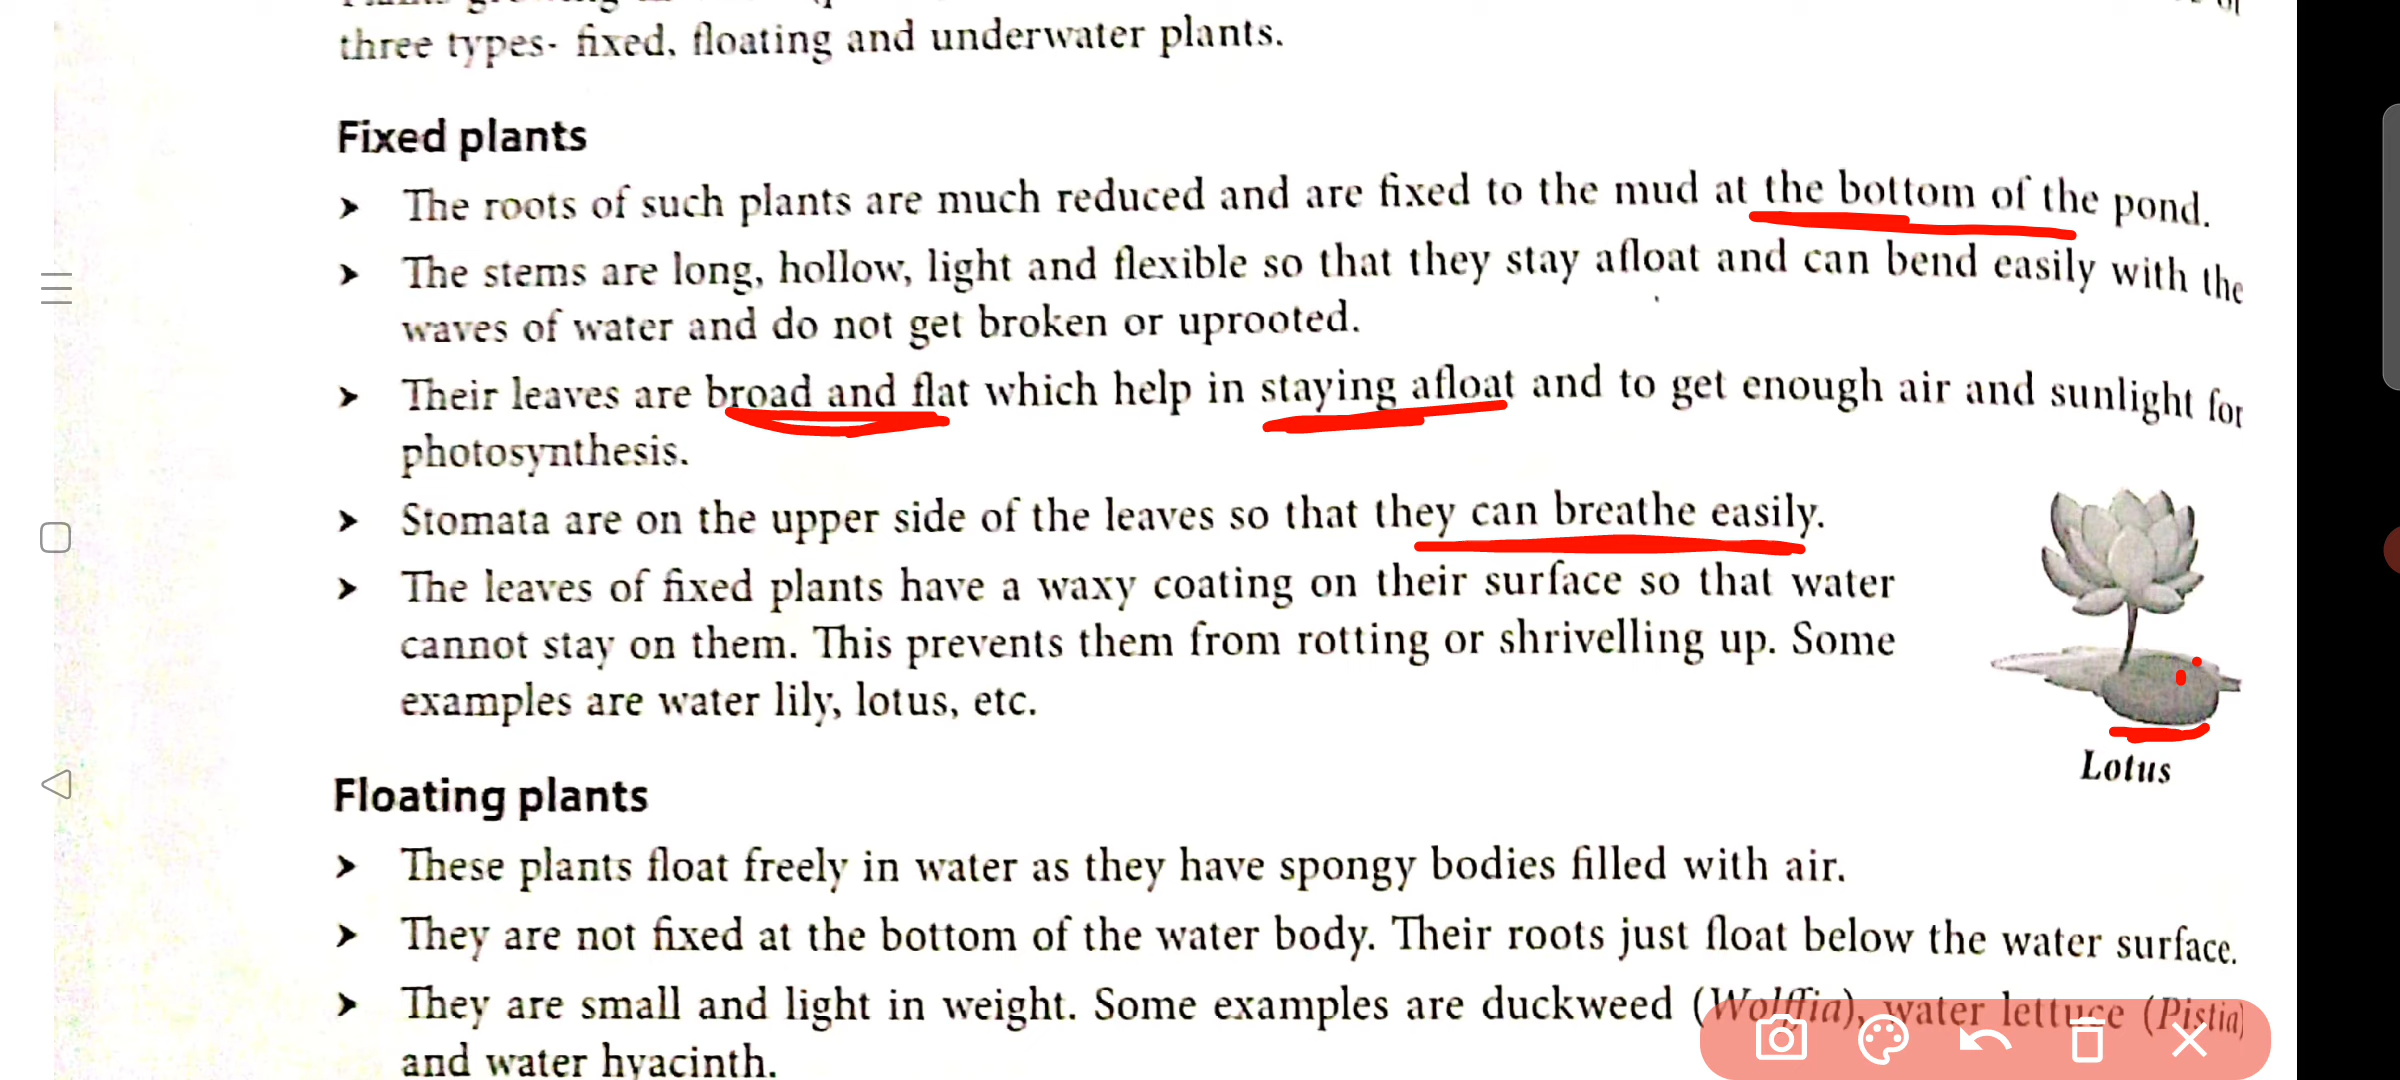 three types- fixed, floating and underwater plants.
Fixed plants
➤ The roots of such plants are much reduced and are fixed to the mud at the bottom of the pond.
➤ The stems are long, hollow, light and flexible so that they stay afloat and can bend easily with the
waves of water and do not get broken or uprooted.
➤ Their leaves are broad and flat which help in staying afloat and to get enough air and sunlight for
photosynthesis.
➤ Stomata are on the upper side of the leaves so that they can breathe easily.
➤ The leaves of fixed plants have a waxy coating on their surface so that water
cannot stay on them. This prevents them from rotting or shrivelling up. Some
examples are water lily, lotus, etc.
Lotus
Floating plants
➤ These plants float freely in water as they have spongy bodies filled with air.
➤ They are not fixed at the bottom of the water body. Their roots just float below the water surface.
➤ They are small and light in weight. Some examples are duckweed (Wolffia), water lettuce (Pistia)
and water hyacinth.